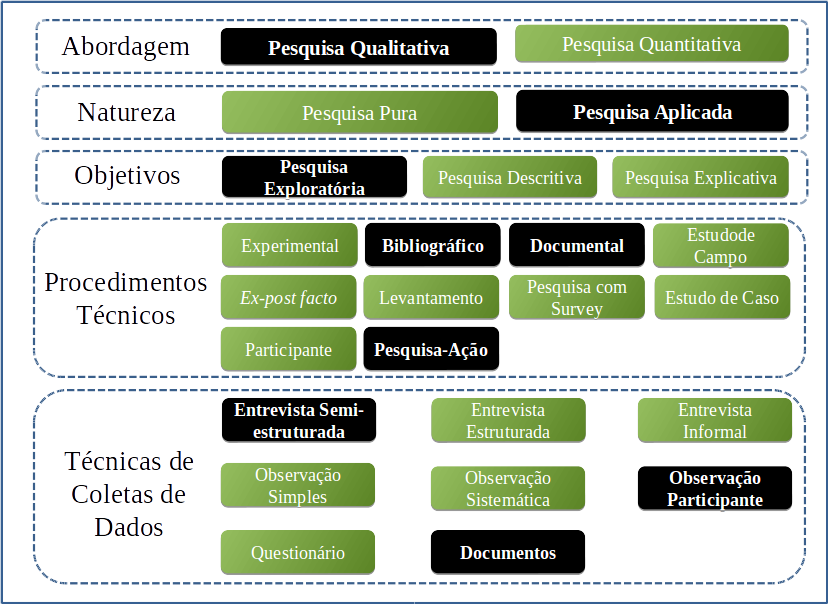 Abordagem
Pesquisa Qualitativa
Pesquisa Quantitativa
Natureza
Pesquisa Pura
Pesquisa Aplicada
Objetivos
Pesquisa
Exploratória
Pesquisa Descritiva
Pesquisa Explicativa
Procedimentos
Técnicos
Experimental
Bibliográfico
Documental
Estudode
Campo
Ex-post facto
Levantamento
Pesquisa com
Survey
Estudo de Caso
Participante
Pesquisa-Ação
Técnicas de
Coletas de
Dados
Entrevista Semi-
estruturada
Entrevista
Estruturada
Entrevista
Informal
Observação
Simples
Observação
Sistemática
Observação
Participante
Questionário
Documentos